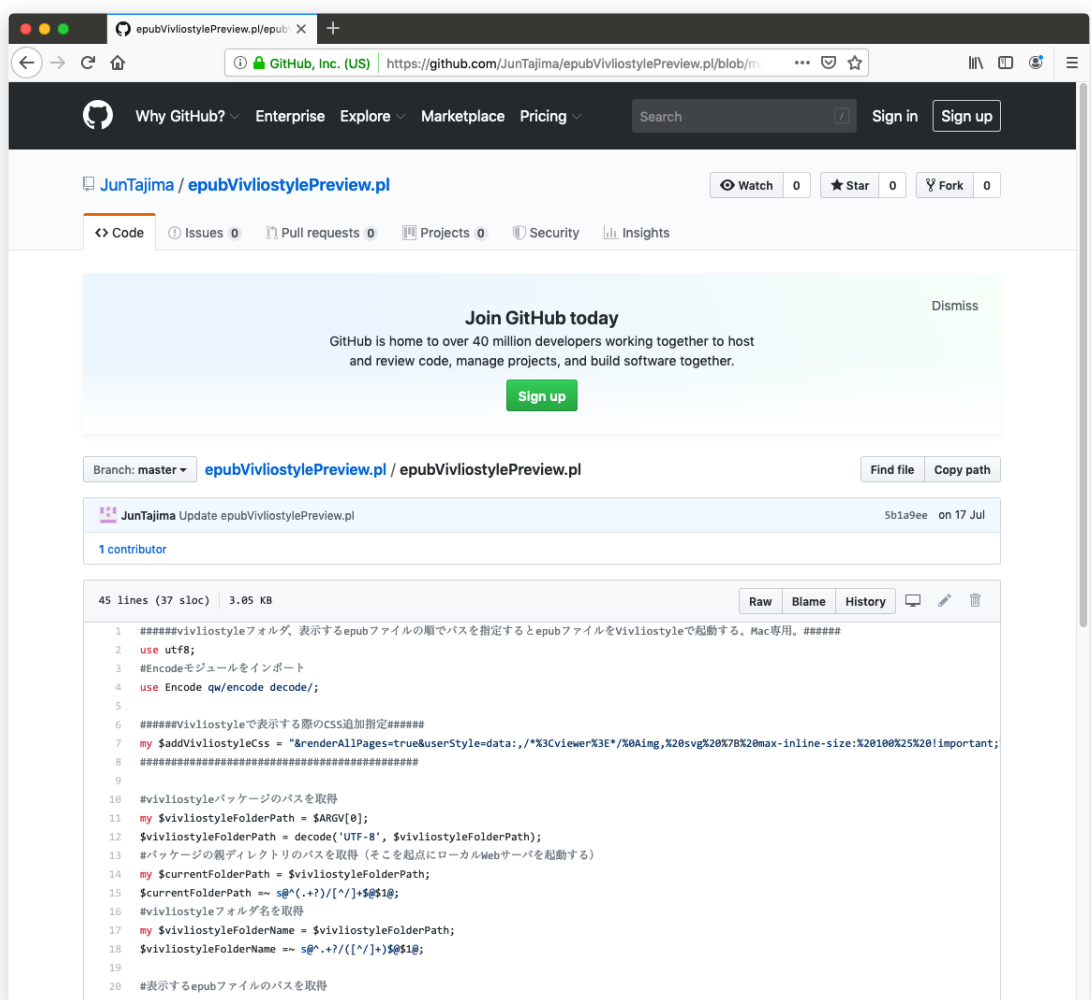 epubVivliostylePreview.pl/epub
GitHub, Inc. (US) https://github.com/JunTajima/epubVivliostylePreview.pl/blob/m
Why GitHub? Enterprise Explore Marketplace Pricing Search / Sign in Sign up
JunTajima / epubVivliostylePreview.pl Watch 0 Star 0 Fork 0
<> Code Issues 0 Pull requests 0 Projects 0 Security Insights
Dismiss
Join GitHub today
GitHub is home to over 40 million developers working together to host
and review code, manage projects, and build software together.
Sign up
Branch: master epubVivliostylePreview.pl / epubVivliostylePreview.pl Find file Copy path
JunTajima Update epubVivliostylePreview.pl 5b1a9ee on 17 Jul
1 contributor
45 lines (37 sloc) 3.05 KB Raw Blame History
1 ######vivliostyleフォルダ、表示するepubファイルの順でパスを指定するとepubファイルをVivliostyleで起動する。Mac専用。######
2 use utf8;
3 #Encodeモジュールをインポート
4 use Encode qw/encode decode/;
5
6 ######Vivliostyleで表示する際のCSS追加指定######
7 my $addVivliostyleCss = "&renderAllPages=true&userStyle=data:,/*%3Cviewer%3E*/%0Aimg,%20svg%20%7B%20max-inline-size:%20100%25%20!important;
8 #############################################
9
10 #vivliostyleパッケージのパスを取得
11 my $vivliostyleFolderPath = $ARGV[0];
12 $vivliostyleFolderPath = decode('UTF-8', $vivliostyleFolderPath);
13 #パッケージの親ディレクトリのパスを取得（そこを起点にローカルWebサーバを起動する）
14 my $currentFolderPath = $vivliostyleFolderPath;
15 $currentFolderPath =~ s@^(.+?)/[^/]+$@$1@;
16 #vivliostyleフォルダ名を取得
17 my $vivliostyleFolderName = $vivliostyleFolderPath;
18 $vivliostyleFolderName =~ s@^.+?/([^/]+)$@$1@;
19
20 #表示するepubファイルのパスを取得